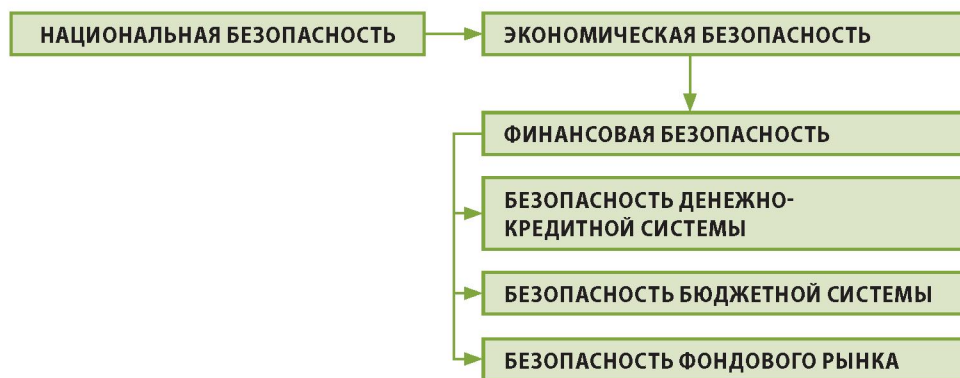 НАЦИОНАЛЬНАЯ БЕЗОПАСНОСТЬ
ЭКОНОМИЧЕСКАЯ БЕЗОПАСНОСТЬ
ФИНАНСОВАЯ БЕЗОПАСНОСТЬ
БЕЗОПАСНОСТЬ ДЕНЕЖНО-
КРЕДИТНОЙ СИСТЕМЫ
БЕЗОПАСНОСТЬ БЮДЖЕТНОЙ СИСТЕМЫ
БЕЗОПАСНОСТЬ ФОНДОВОГО РЫНКА